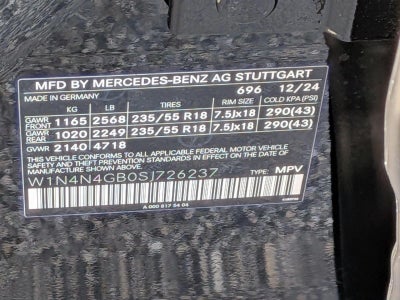 MFD BY MERCEDES-BENZ AG STUTTGART
MADE IN GERMANY 696 12/24
KG LB TIRES RIM SIZE COLD KPA (PSI)
GAWR FRONT 1165 2568 235/55 R18 7.5Jx18 290(43)
GAWR REAR 1020 2249 235/55 R18 7.5Jx18 290(43)
GVWR 2140 4718
THIS VEHICLE CONFORMS TO ALL APPLICABLE FEDERAL MOTOR VEHICLE
SAFETY AND THEFT PREVENTION STANDARDS IN EFFECT ON THE DATE OF
MANUFACTURE SHOWN ABOVE.
W1N4N4GB0SJ726237 TYPE: MPV
A 000 817 54 04